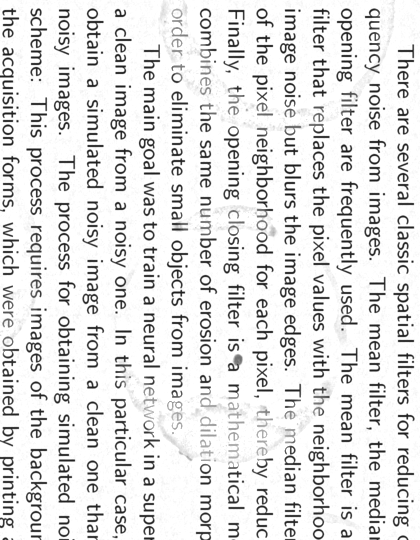 There are several classic spatial filters for reducing
quency noise from images. The mean filter, the median
opening filter are frequently used. The mean filter is a
filter that replaces the pixel values with the neighborhoo
image noise but blurs the image edges. The median filte
of the pixel neighborhood for each pixel, thereby reduc
Finally, the opening closing filter is a mathematical m
combines the same number of erosion and dilation morp
order to eliminate small objects from images.
The main goal was to train a neural network in a super
a clean image from a noisy one. In this particular case,
obtain a simulated noisy image from a clean one than
noisy images. The process for obtaining simulated noi
scheme: This process requires images of the backgroun
the acquisition forms, which were obtained by printing